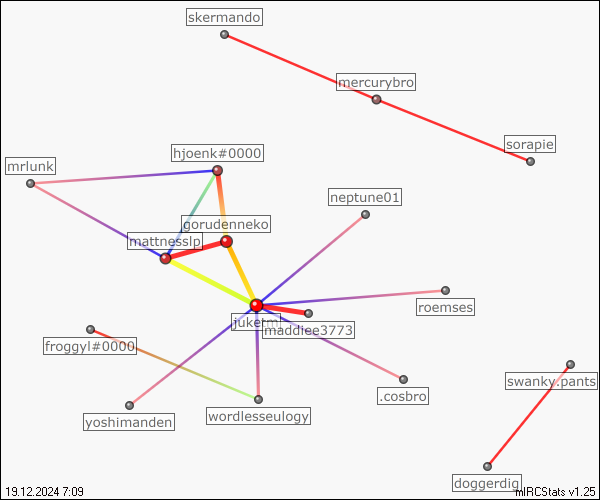 skermando
mercurybro
sorapie
hjoenk#0000
mrlunk
neptune01
gorudenneko
mattnesslp
roemses
maddiee3773
froggyl#0000
swanky.pants
.cosbro
wordlesseulogy
yoshimanden
doggerdig
19.12.2024 7:09
mIRCStats v1.25